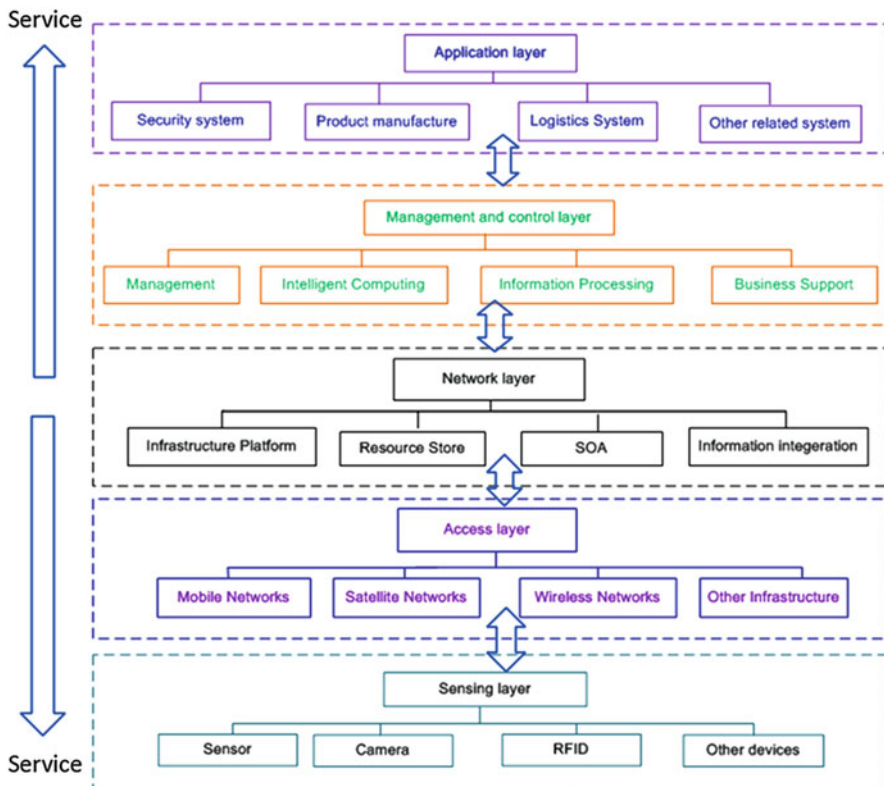 Service
Application layer
Security system
Product manufacture
Logistics System
Other related system
Management and control layer
Management
Intelligent Computing
Information Processing
Business Support
Network layer
Infrastructure Platform
Resource Store
SOA
Information integeration
Access layer
Mobile Networks
Satellite Networks
Wireless Networks
Other Infrastructure
Sensing layer
Sensor
Camera
RFID
Other devices
Service